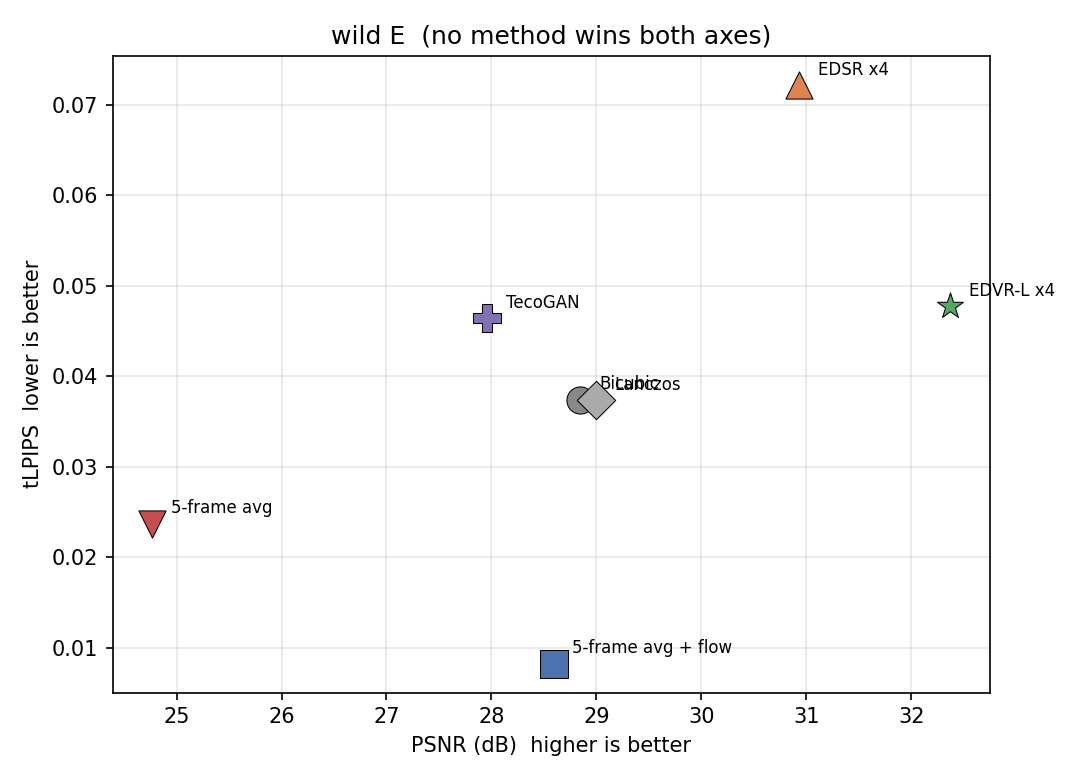 wild E  (no method wins both axes)
EDSR x4
0.07
0.06
0.05
EDVR-L x4
TecoGAN
0.04
Bicubic
Lanczos
0.03
5-frame avg
0.02
5-frame avg + flow
0.01
tLPIPS  lower is better
25 26 27 28 29 30 31 32
PSNR (dB)  higher is better